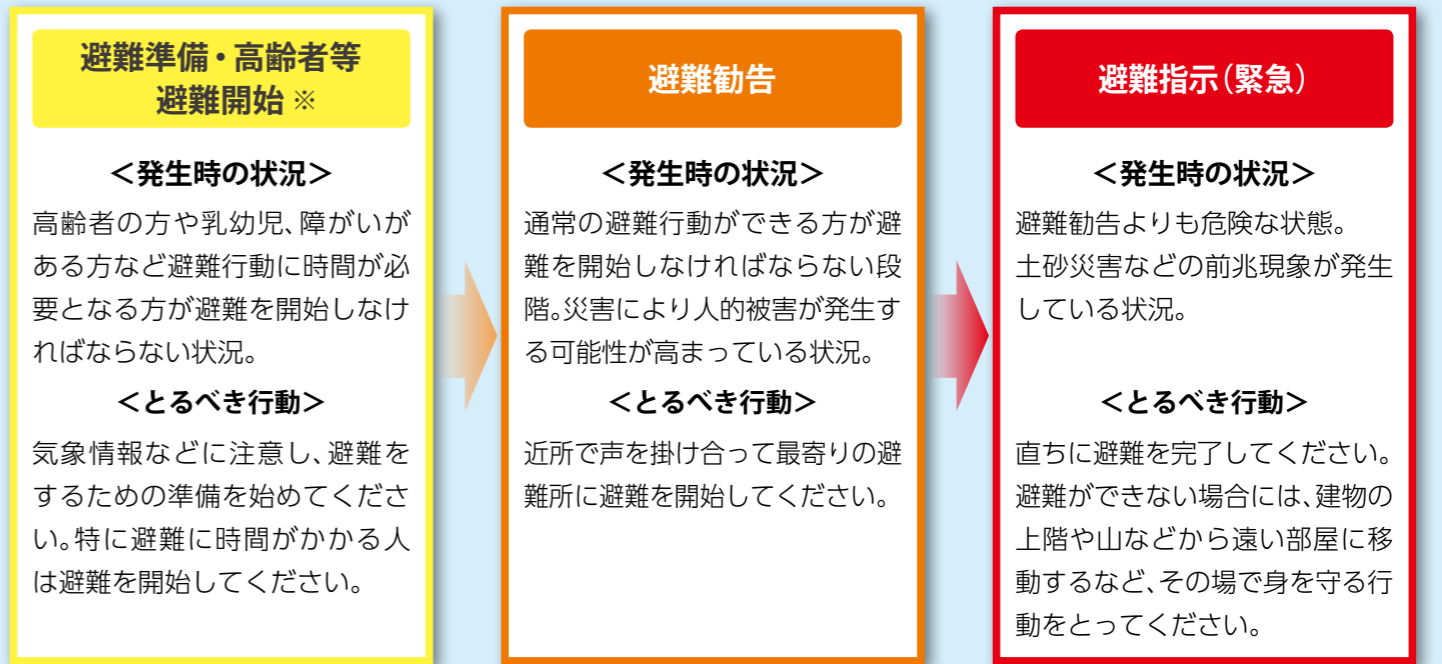 避難準備・高齢者等
避難開始 ※
＜発生時の状況＞
高齢者の方や乳幼児、障がいが
ある方など避難行動に時間が必
要となる方が避難を開始しなけ
ればならない状況。
＜とるべき行動＞
気象情報などに注意し、避難を
するための準備を始めてくださ
い。特に避難に時間がかかる人
は避難を開始してください。
避難勧告
＜発生時の状況＞
通常の避難行動ができる方が避
難を開始しなければならない段
階。災害により人的被害が発生す
る可能性が高まっている状況。
＜とるべき行動＞
近所で声を掛け合って最寄りの避
難所に避難を開始してください。
避難指示（緊急）
＜発生時の状況＞
避難勧告よりも危険な状態。
土砂災害などの前兆現象が発生
している状況。
＜とるべき行動＞
直ちに避難を完了してください。
避難ができない場合には、建物の
上階や山などから遠い部屋に移
動するなど、その場で身を守る行
動をとってください。